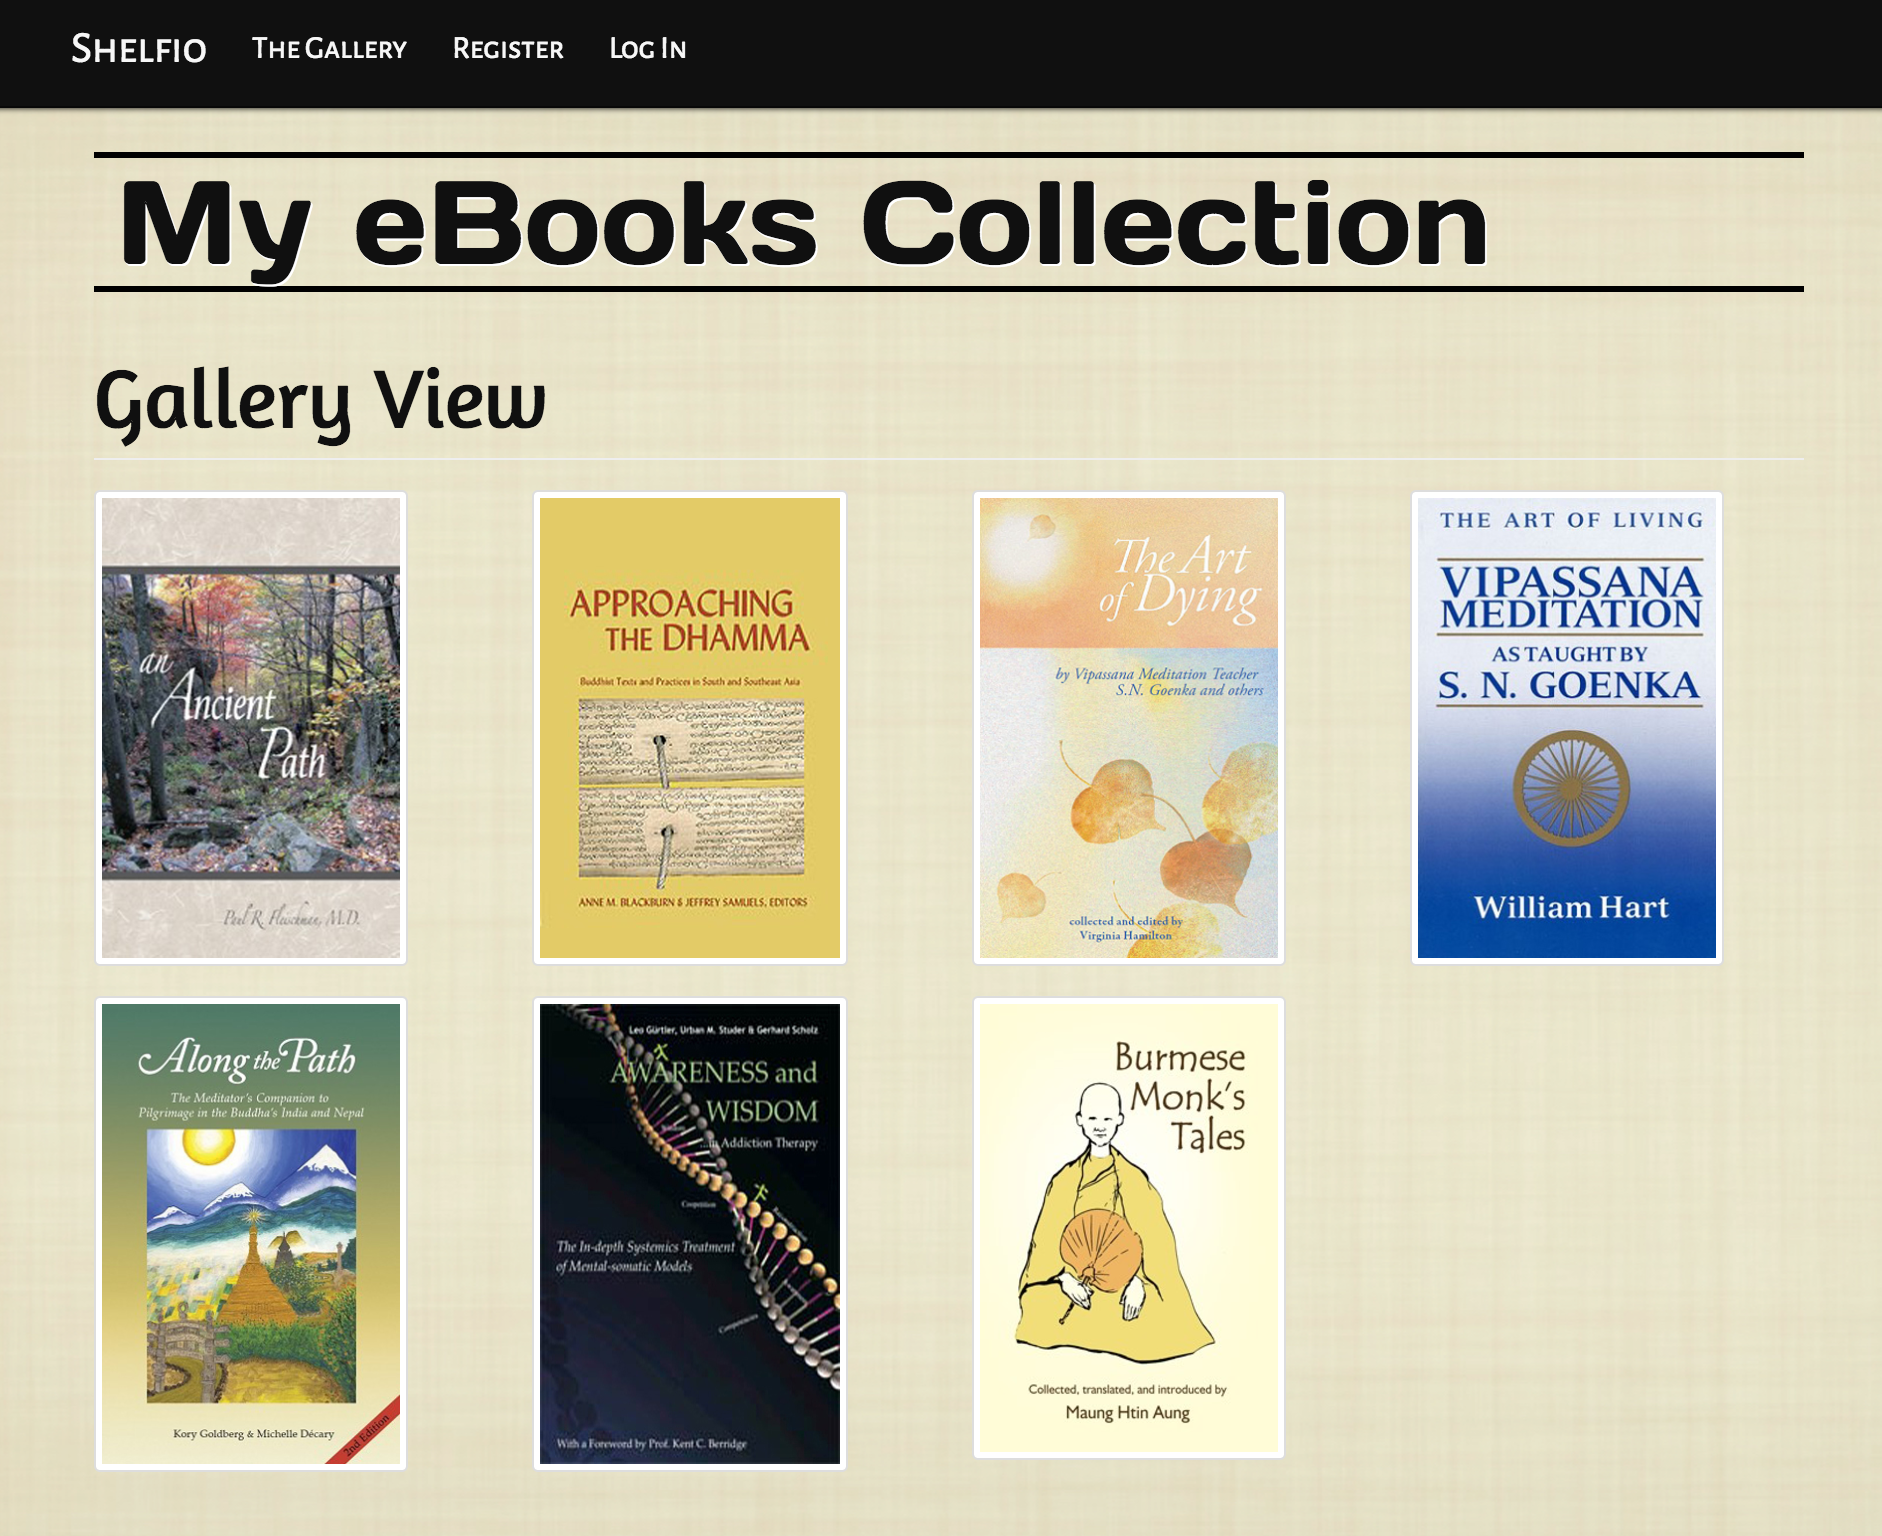 Shelfio The Gallery Register Log In
My eBooks Collection
Gallery View
an
Ancient
Path
Paul R. Fleischman, M.D.
APPROACHING
THE DHAMMA
Buddhist Texts and Practices in South and Southeast Asia
ANNE M. BLACKBURN & JEFFREY SAMUELS, EDITORS
The Art
of Dying
by Vipassana Meditation Teacher
S.N. Goenka and others
collected and edited by
Virginia Hamilton
THE ART OF LIVING
VIPASSANA
MEDITATION
AS TAUGHT BY
S. N. GOENKA
William Hart
Along the Path
The Meditator's Companion to
Pilgrimage in the Buddha's India and Nepal
Kory Goldberg & Michelle Décary
2nd Edition
Leo Gürtler, Urban M. Studer & Gerhard Scholz
AWARENESS and
WISDOM
...in Addiction Therapy
Wisdom
Competition
The In-depth Systemics Treatment
of Mental-somatic Models
Competencies
With a Foreword by Prof. Kent C. Berridge
Burmese
Monk's
Tales
Collected, translated, and introduced by
Maung Htin Aung